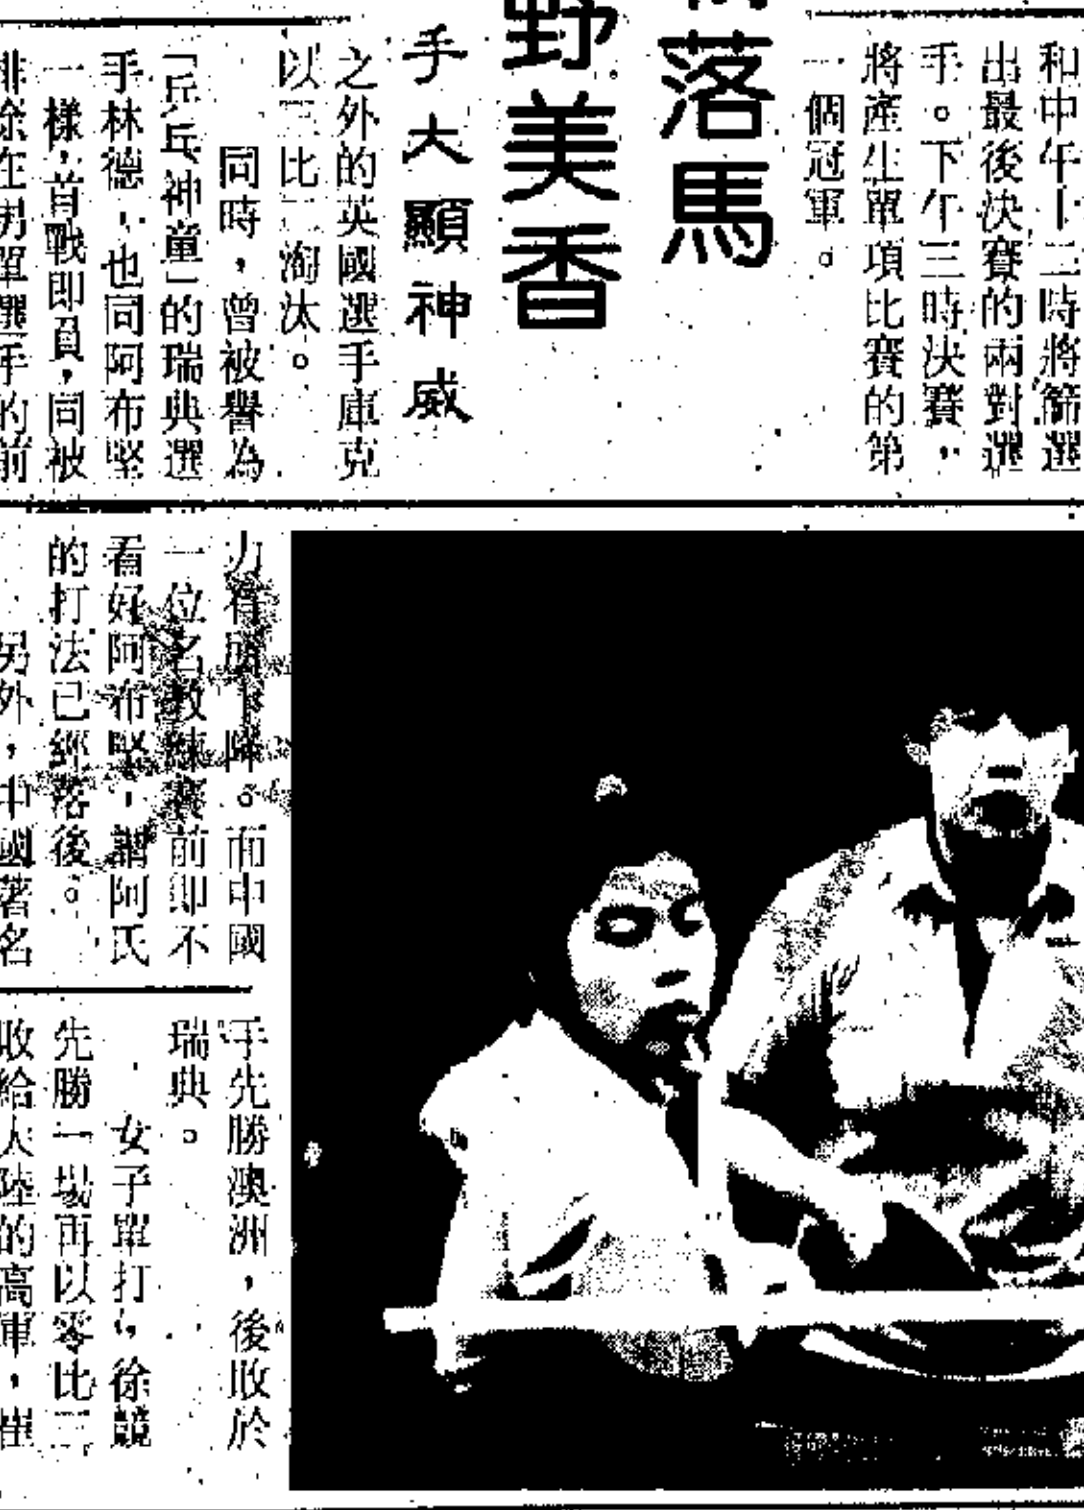 和中午十二時將篩選
出最後決賽的兩對選
手。下午三時決賽，
將產生單項比賽的第
一個冠軍。
落馬
野美香
手大顯神威
之外的英國選手庫克
以三比二淘汰。
同時，曾被譽為
「乒乓神童」的瑞典選
手林德，也同阿布堅
一樣，首戰即負，同被
排除在男單選手的前
力有所下降。而中國
一位名教練賽前即不
看好阿布堅，謂阿氏
的打法已經落後。
另外，中國著名
手先勝澳洲，後敗於
瑞典。
女子單打，徐競
先勝一場再以零比三
敗給大陸的高軍，崔